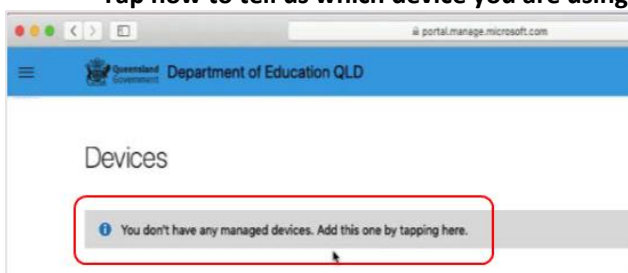 Tap now to tell us which device you are using
portal.manage.microsoft.com
Queensland
Government
Department of Education QLD
Devices
You don't have any managed devices. Add this one by tapping here.